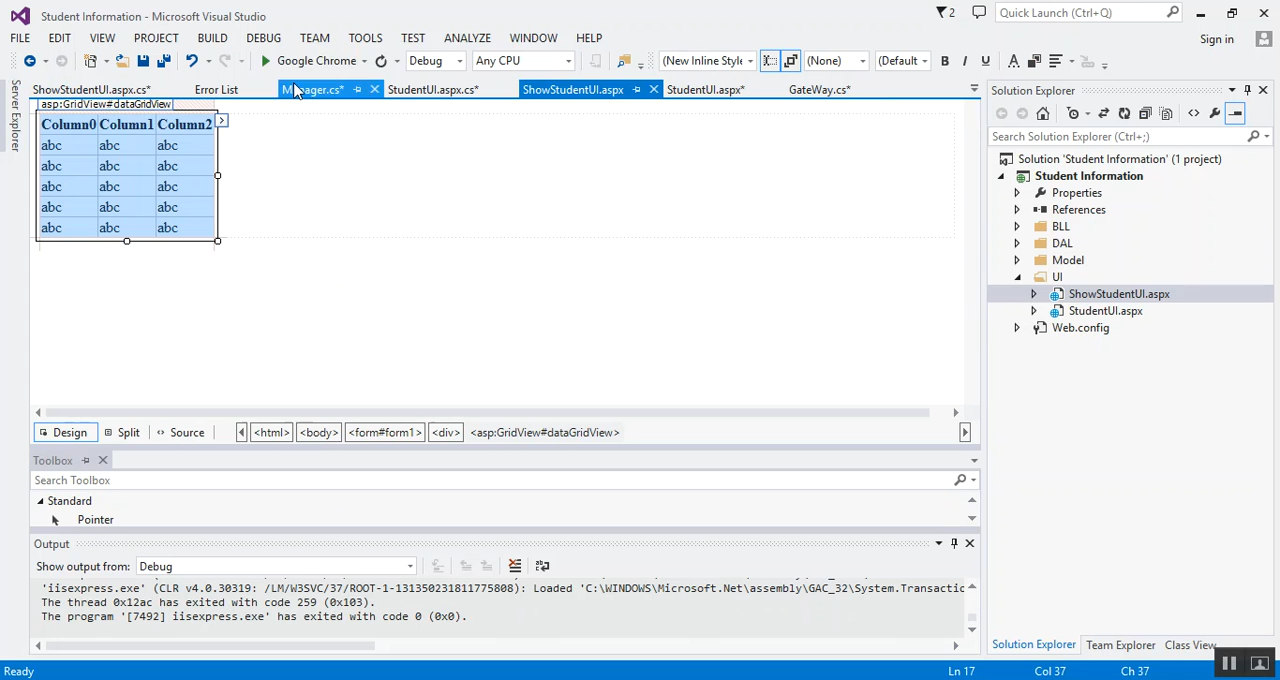 Student Information - Microsoft Visual Studio
2
Quick Launch (Ctrl+Q)
FILE EDIT VIEW PROJECT BUILD DEBUG TEAM TOOLS TEST ANALYZE WINDOW HELP
Sign in
Google Chrome Debug Any CPU (New Inline Style (None) (Default B I U A
Server Explorer
ShowStudentUI.aspx.cs* Error List Manager.cs* StudentUI.aspx.cs* ShowStudentUI.aspx StudentUI.aspx* GateWay.cs*
asp:GridView#dataGridView
Column0 Column1 Column2
abc abc abc
abc abc abc
abc abc abc
abc abc abc
abc abc abc
Design Split Source <html> <body> <form#form1> <div> <asp:GridView#dataGridView>
Toolbox
Search Toolbox
Standard
Pointer
Output
Show output from: Debug
'iisexpress.exe' (CLR v4.0.30319: /LM/W3SVC/37/ROOT-1-131350231811775808): Loaded 'C:\WINDOWS\Microsoft.Net\assembly\GAC_32\System.Transactio
The thread 0x12ac has exited with code 259 (0x103).
The program '[7492] iisexpress.exe' has exited with code 0 (0x0).
Solution Explorer
Search Solution Explorer (Ctrl+;)
Solution 'Student Information' (1 project)
Student Information
Properties
References
BLL
DAL
Model
UI
ShowStudentUI.aspx
StudentUI.aspx
Web.config
Solution Explorer Team Explorer Class View
Ready Ln 17 Col 37 Ch 37